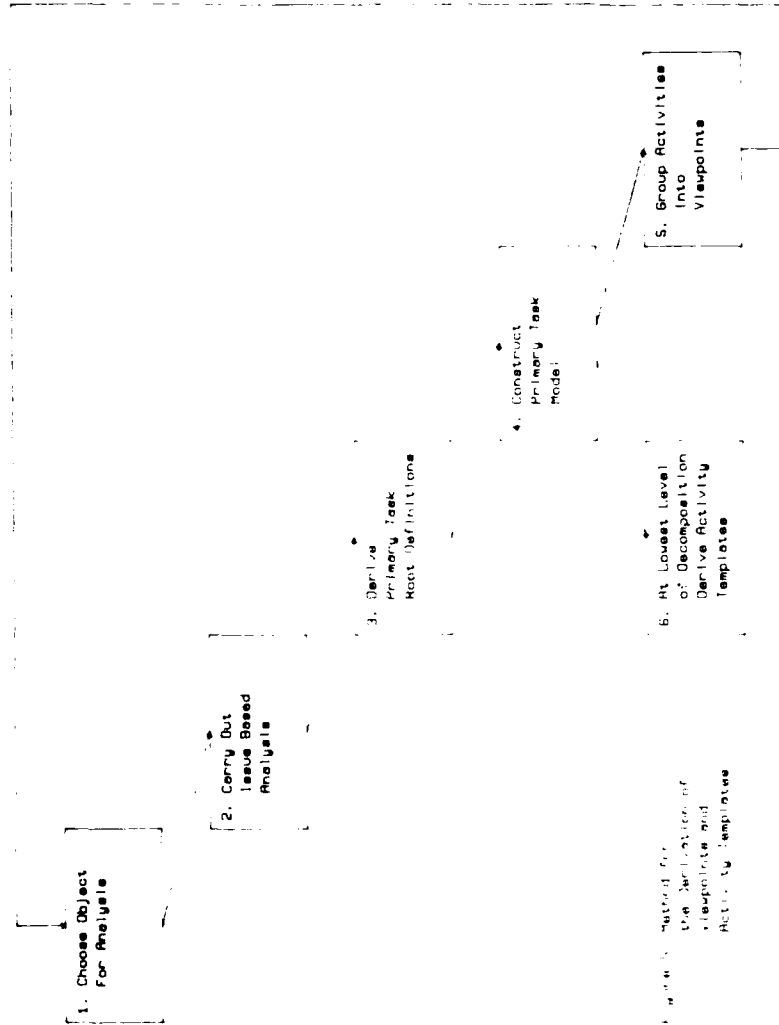 1. Choose Object
For Analysis
2. Carry Out
Issue Based
Analysis
3. Derive
Primary Task
Root Definitions
4. Construct
Primary Task
Model
5. Group Activities
Into
Viewpoints
6. At Lowest Level
of Decomposition
Derive Activity
Templates
Method for
the Derivation of
Viewpoints and
Activity Templates